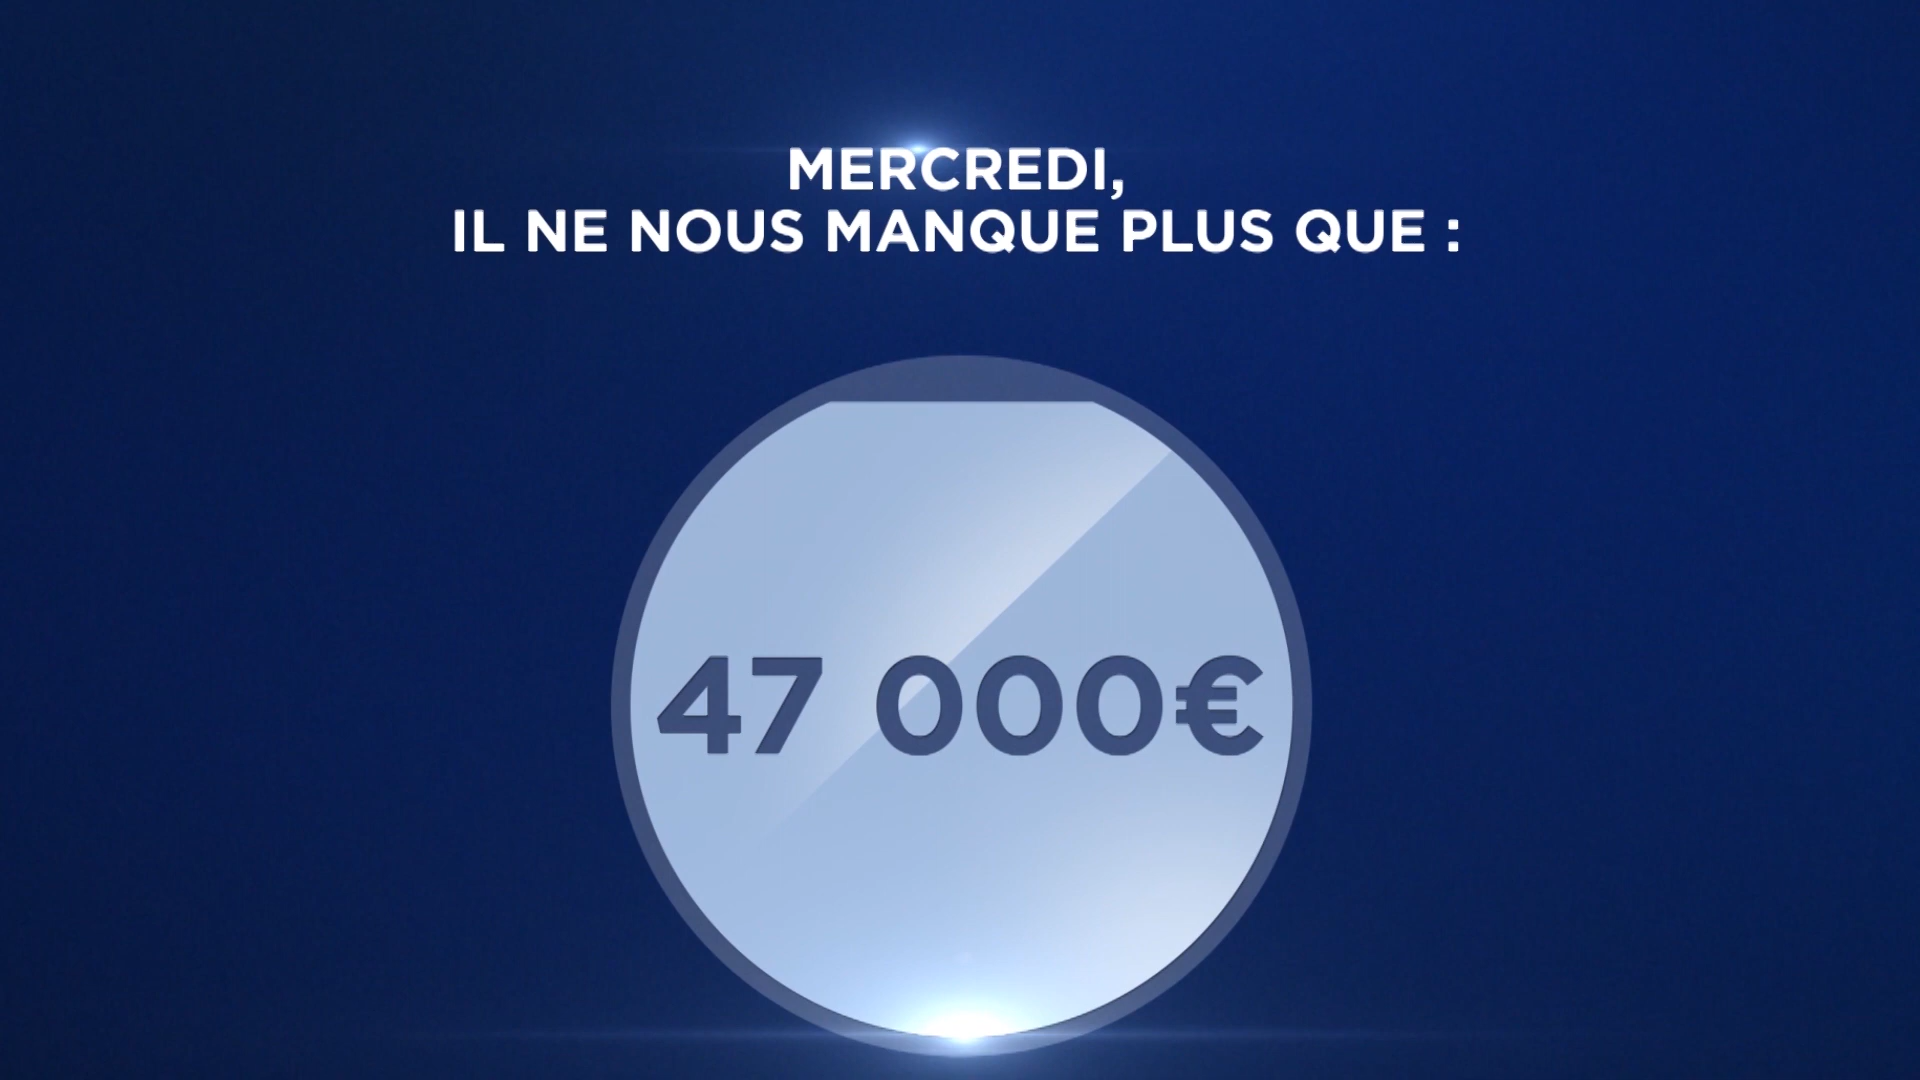 MERCREDI,
IL NE NOUS MANQUE PLUS QUE :
47 000€